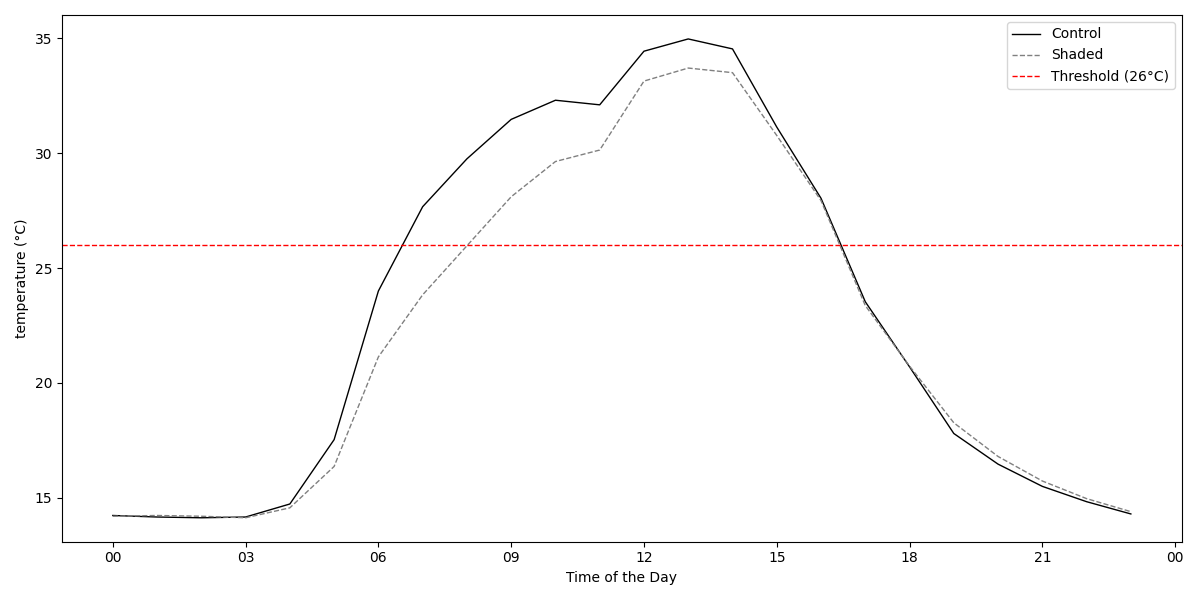 Control
Shaded
Threshold (26°C)
temperature (°C)
35
30
25
20
15
00 03 06 09 12 15 18 21 00
Time of the Day